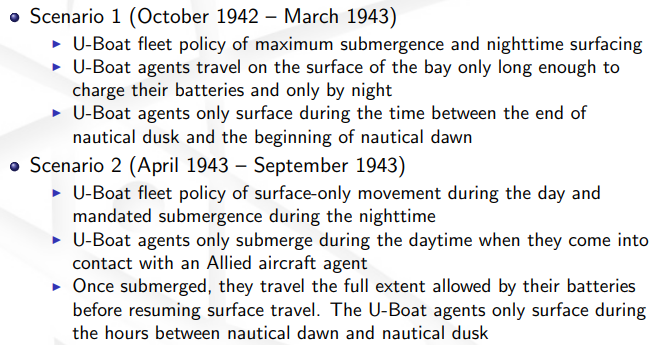 Scenario 1 (October 1942 – March 1943)
U-Boat fleet policy of maximum submergence and nighttime surfacing
U-Boat agents travel on the surface of the bay only long enough to
charge their batteries and only by night
U-Boat agents only surface during the time between the end of
nautical dusk and the beginning of nautical dawn
Scenario 2 (April 1943 – September 1943)
U-Boat fleet policy of surface-only movement during the day and
mandated submergence during the nighttime
U-Boat agents only submerge during the daytime when they come into
contact with an Allied aircraft agent
Once submerged, they travel the full extent allowed by their batteries
before resuming surface travel. The U-Boat agents only surface during
the hours between nautical dawn and nautical dusk